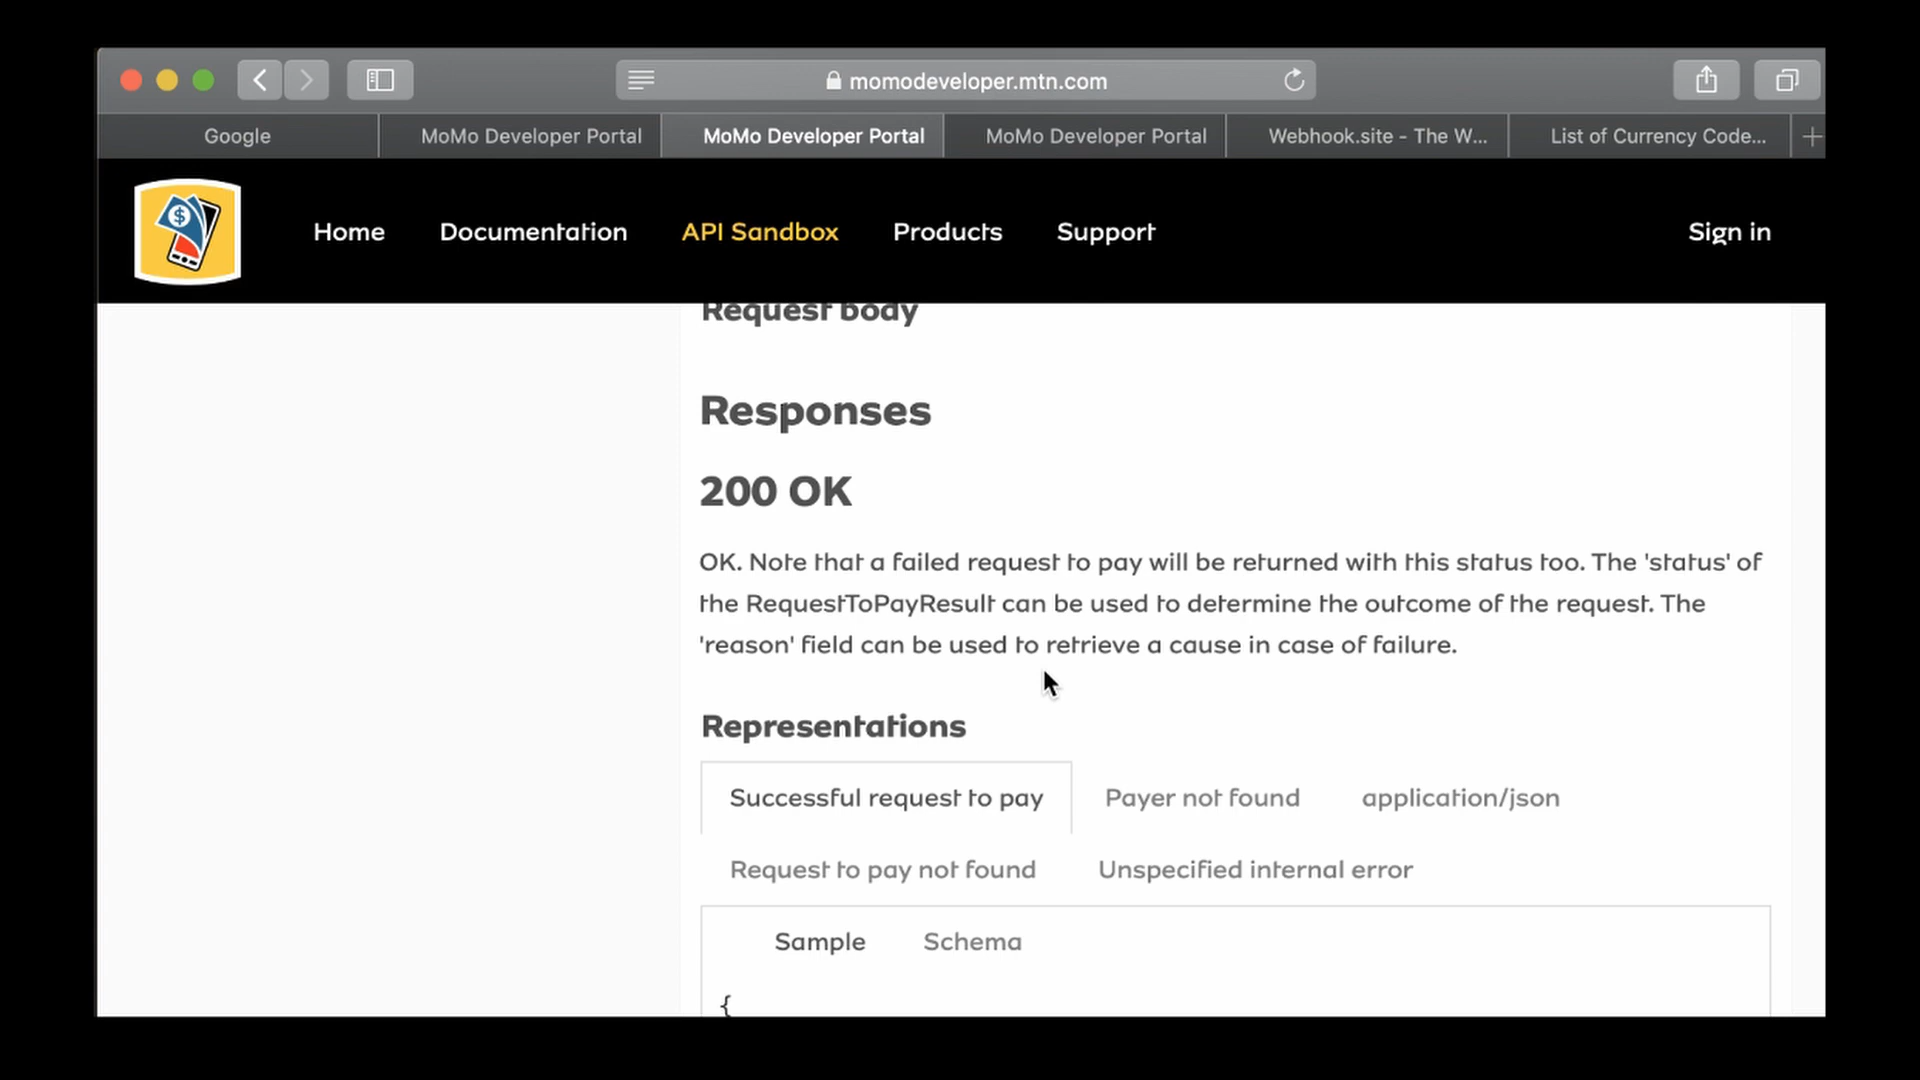 momodeveloper.mtn.com
Google
MoMo Developer Portal
MoMo Developer Portal
MoMo Developer Portal
Webhook.site - The W...
List of Currency Code...
$
Home
Documentation
API Sandbox
Products
Support
Sign in
Request body
Responses
200 OK
OK. Note that a failed request to pay will be returned with this status too. The 'status' of
the RequestToPayResult can be used to determine the outcome of the request. The
'reason' field can be used to retrieve a cause in case of failure.
Representations
Successful request to pay
Payer not found
application/json
Request to pay not found
Unspecified internal error
Sample
Schema
{